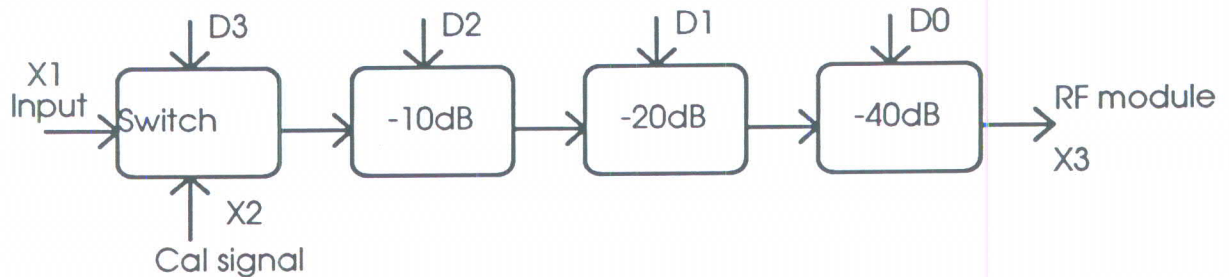 D3
D2
D1
D0
X1
Input
Switch
-10dB
-20dB
-40dB
RF module
X3
X2
Cal signal